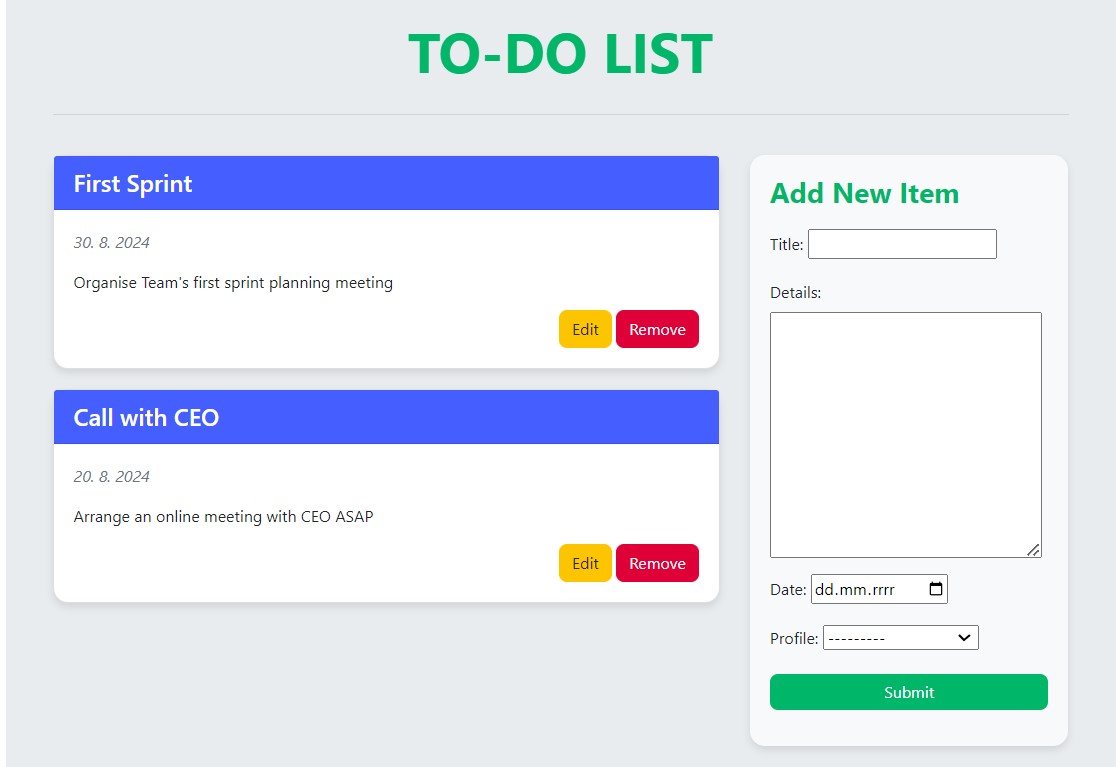 TO-DO LIST
First Sprint
30. 8. 2024
Organise Team's first sprint planning meeting
Edit Remove
Call with CEO
20. 8. 2024
Arrange an online meeting with CEO ASAP
Edit Remove
Add New Item
Title:
Details:
Date: dd.mm.rrrr
Profile: ---------
Submit